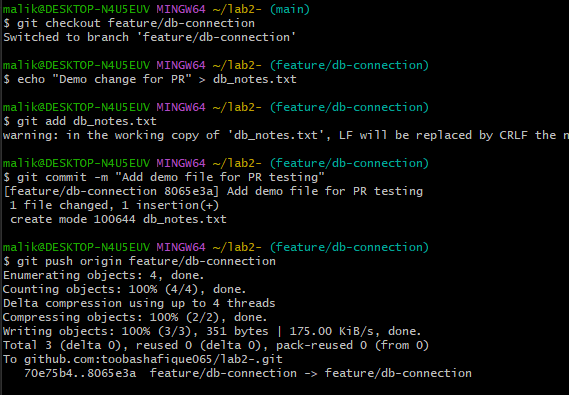 malik@DESKTOP-N4U5EUV MINGW64 ~/lab2- (main)
$ git checkout feature/db-connection
Switched to branch 'feature/db-connection'
malik@DESKTOP-N4U5EUV MINGW64 ~/lab2- (feature/db-connection)
$ echo "Demo change for PR" > db_notes.txt
malik@DESKTOP-N4U5EUV MINGW64 ~/lab2- (feature/db-connection)
$ git add db_notes.txt
warning: in the working copy of 'db_notes.txt', LF will be replaced by CRLF the n
malik@DESKTOP-N4U5EUV MINGW64 ~/lab2- (feature/db-connection)
$ git commit -m "Add demo file for PR testing"
[feature/db-connection 8065e3a] Add demo file for PR testing
 1 file changed, 1 insertion(+)
 create mode 100644 db_notes.txt
malik@DESKTOP-N4U5EUV MINGW64 ~/lab2- (feature/db-connection)
$ git push origin feature/db-connection
Enumerating objects: 4, done.
Counting objects: 100% (4/4), done.
Delta compression using up to 4 threads
Compressing objects: 100% (2/2), done.
Writing objects: 100% (3/3), 351 bytes | 175.00 KiB/s, done.
Total 3 (delta 0), reused 0 (delta 0), pack-reused 0 (from 0)
To github.com:toobashafique065/lab2-.git
   70e75b4..8065e3a  feature/db-connection -> feature/db-connection